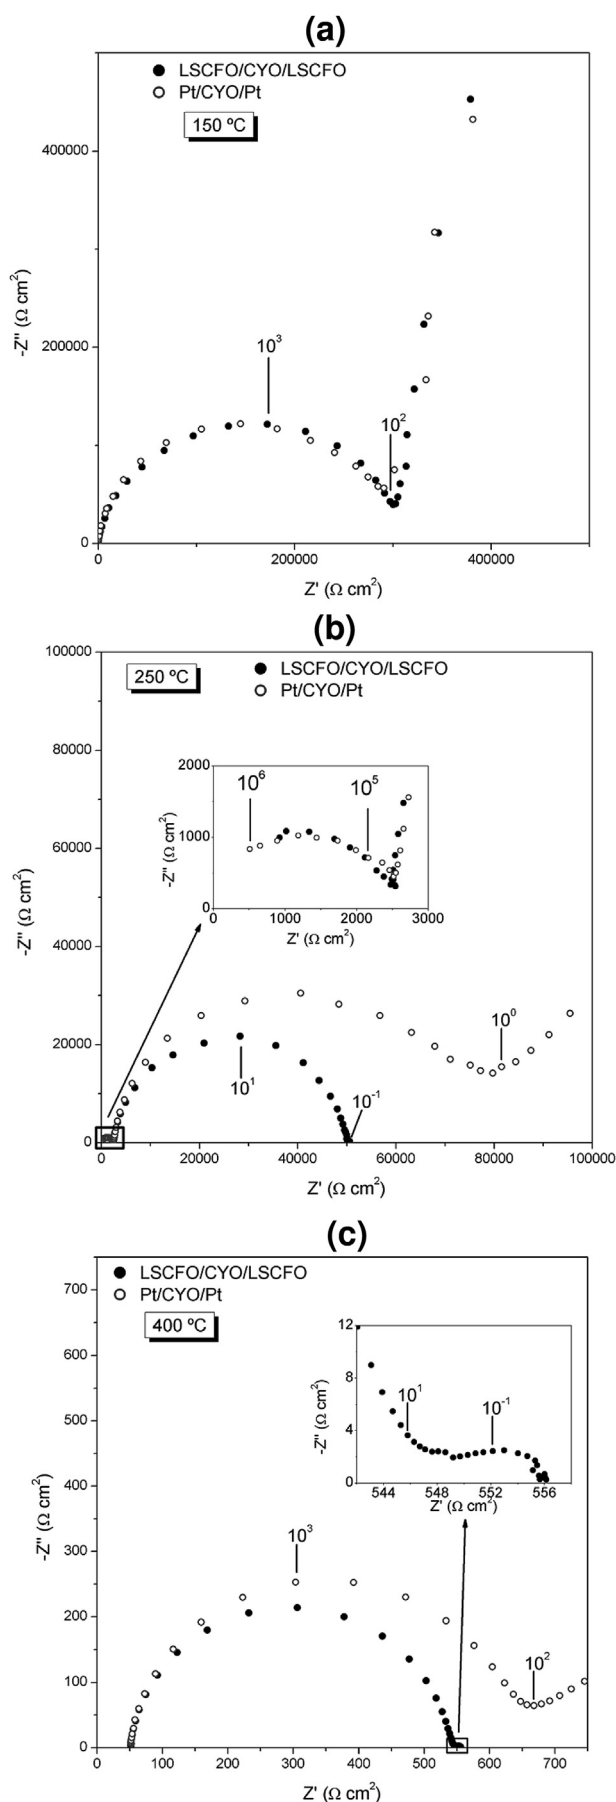 (a)
LSCFO/CYO/LSCFO
Pt/CYO/Pt
150 ºC
400000
200000
0
-Z'' (Ω cm²)
10³
10²
0 200000 400000
Z' (Ω cm²)
(b)
100000
250 ºC
LSCFO/CYO/LSCFO
Pt/CYO/Pt
80000
60000
40000
20000
0
-Z'' (Ω cm²)
2000
1000
0
-Z'' (Ω cm²)
10⁶
10⁵
0 1000 2000 3000
Z' (Ω cm²)
10⁰
10¹
10⁻¹
0 20000 40000 60000 80000 100000
Z' (Ω cm²)
(c)
LSCFO/CYO/LSCFO
Pt/CYO/Pt
400 ºC
700
600
500
400
300
200
100
0
-Z'' (Ω cm²)
12
8
4
0
-Z'' (Ω cm²)
10¹
10⁻¹
544 548 552 556
Z' (Ω cm²)
10³
10²
0 100 200 300 400 500 600 700
Z' (Ω cm²)